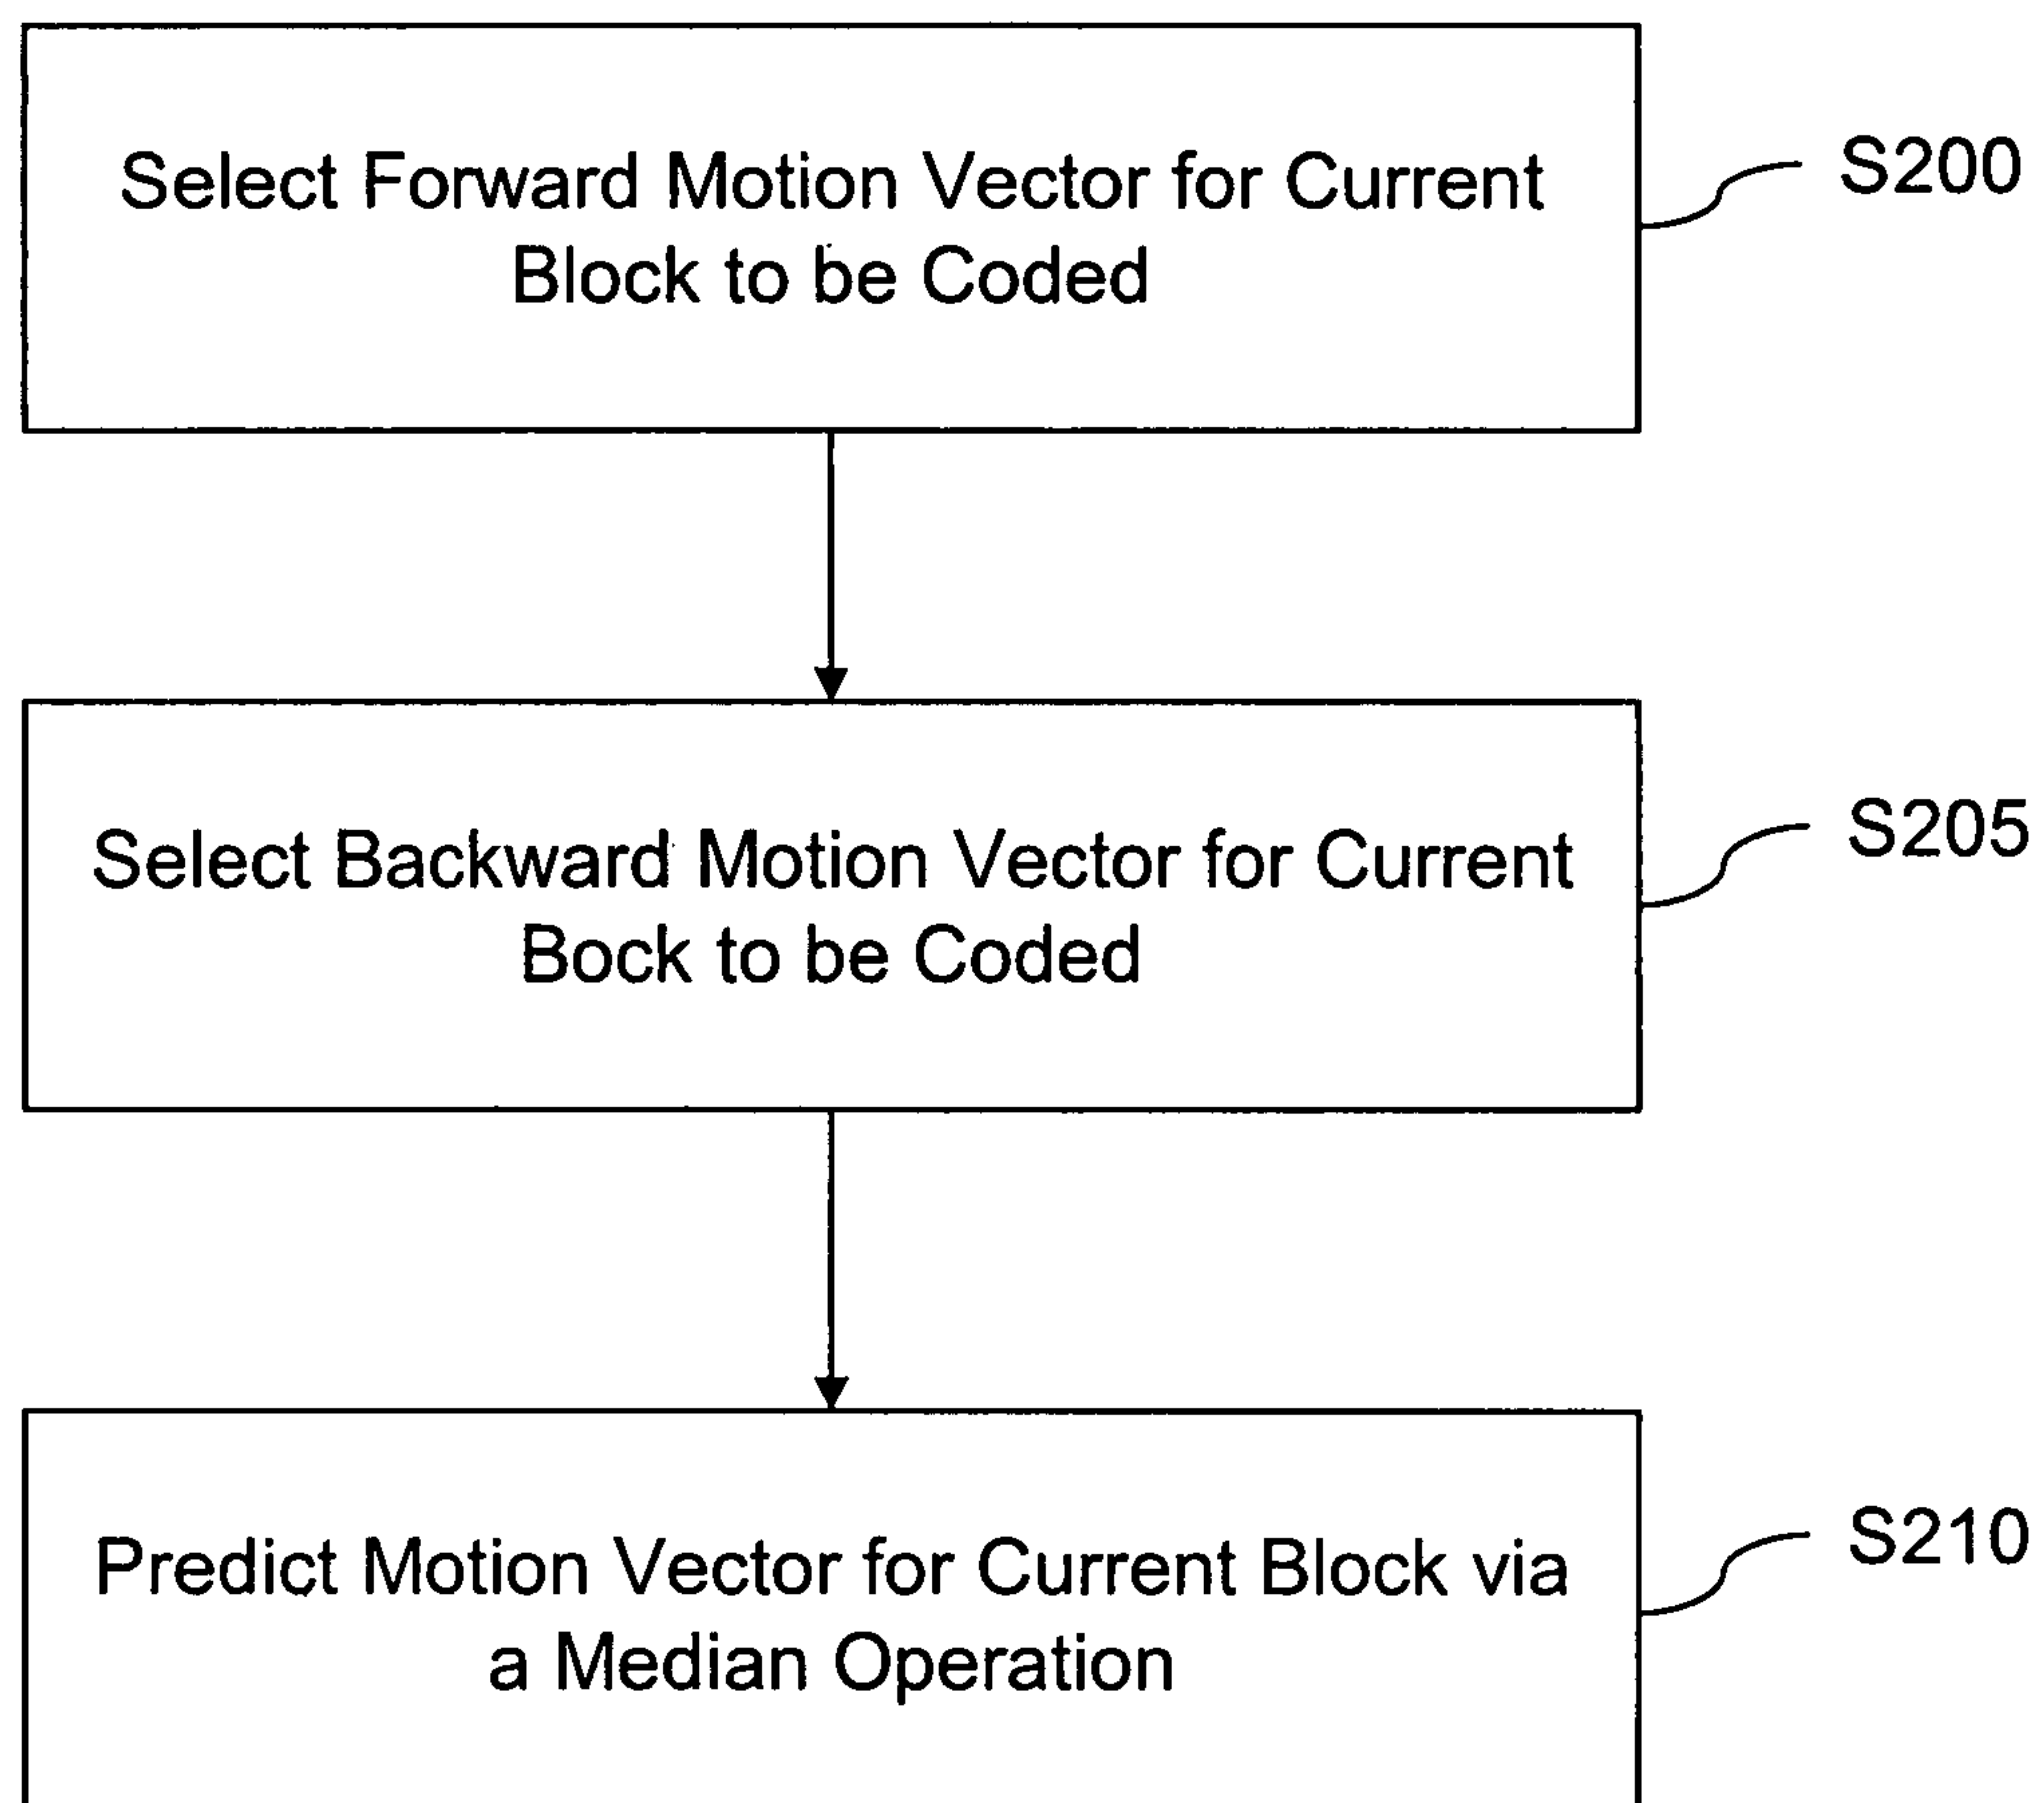 Select Forward Motion Vector for Current
Block to be Coded
S200
Select Backward Motion Vector for Current
Bock to be Coded
S205
Predict Motion Vector for Current Block via
a Median Operation
S210